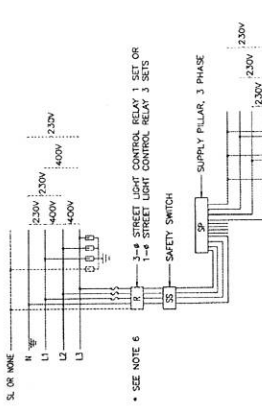 SL OR NONE
N
L1
L2
L3
230V
400V
400V
230V
400V
230V
* SEE NOTE 6
R
3-ø STREET LIGHT CONTROL RELAY 1 SET OR
1-ø STREET LIGHT CONTROL RELAY 3 SETS
SS
SAFETY SWITCH
SP
SUPPLY PILLAR, 3 PHASE
230V
230V
230V